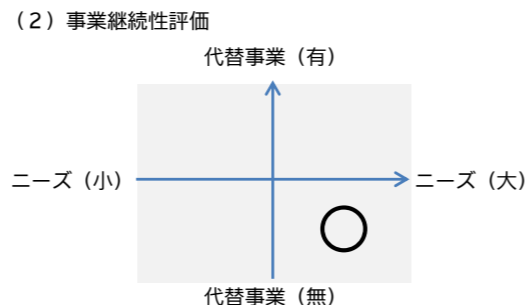 （２）事業継続性評価
代替事業（有）
ニーズ（小）
ニーズ（大）
代替事業（無）